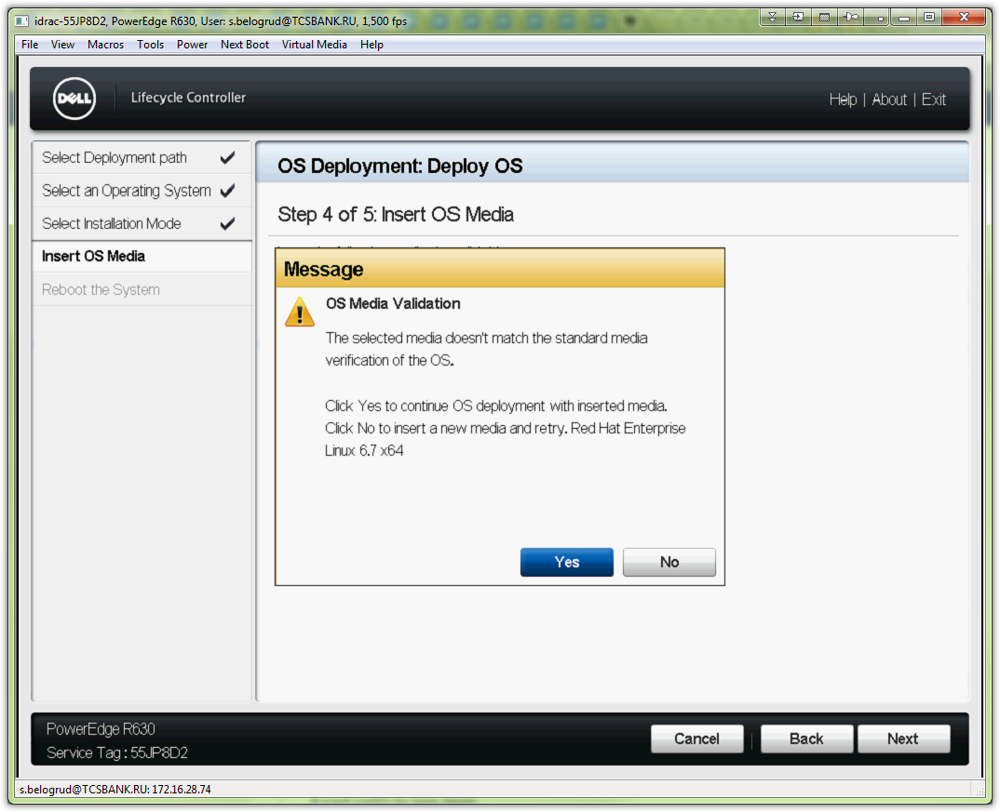 idrac-55JP8D2, PowerEdge R630, User: s.belogrud@TCSBANK.RU, 1,500 fps
File View Macros Tools Power Next Boot Virtual Media Help
DELL
Lifecycle Controller
Help | About | Exit
Select Deployment path
Select an Operating System
Select Installation Mode
Insert OS Media
Reboot the System
OS Deployment: Deploy OS
Step 4 of 5: Insert OS Media
Message
OS Media Validation
The selected media doesn't match the standard media
verification of the OS.
Click Yes to continue OS deployment with inserted media.
Click No to insert a new media and retry. Red Hat Enterprise
Linux 6.7 x64
Yes
No
PowerEdge R630
Service Tag : 55JP8D2
Cancel
Back
Next
s.belogrud@TCSBANK.RU: 172.16.28.74